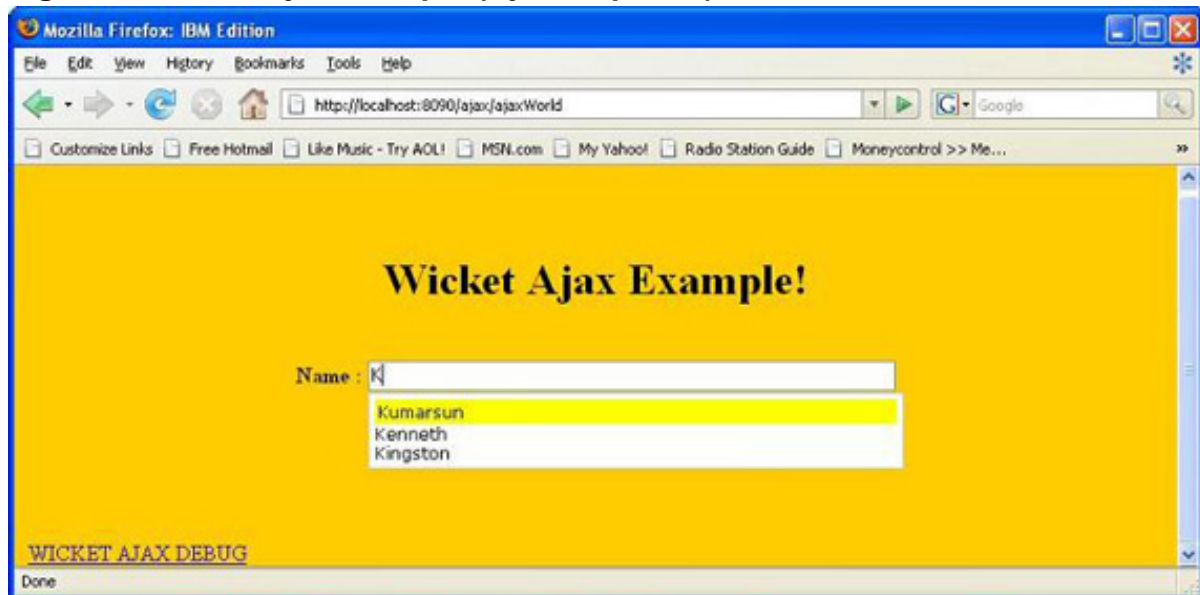 Mozilla Firefox: IBM Edition
File Edit View History Bookmarks Tools Help
http://localhost:8090/ajax/ajaxWorld G Google
Customize Links Free Hotmail Like Music - Try AOL! MSN.com My Yahoo! Radio Station Guide Moneycontrol >> Me... »
Wicket Ajax Example!
Name : K
Kumarsun
Kenneth
Kingston
WICKET AJAX DEBUG
Done